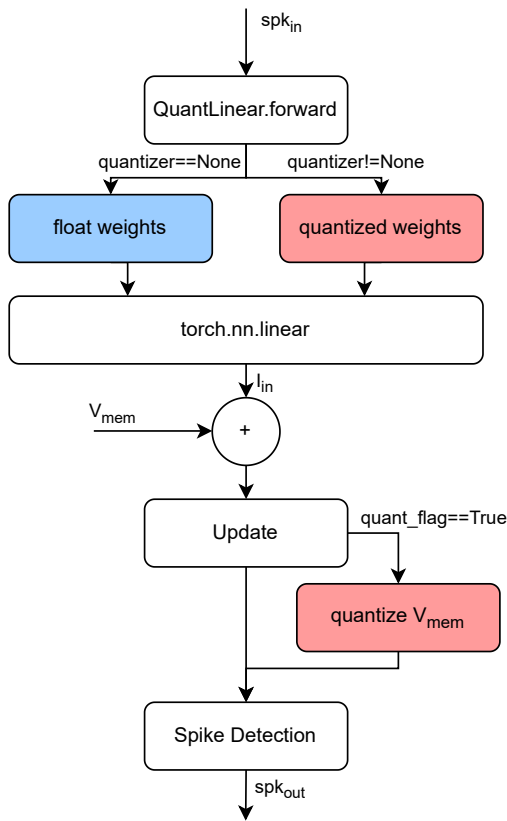 spk_in
QuantLinear.forward
quantizer==None
quantizer!=None
float weights
quantized weights
torch.nn.linear
I_in
V_mem
+
Update
quant_flag==True
quantize V_mem
Spike Detection
spk_out